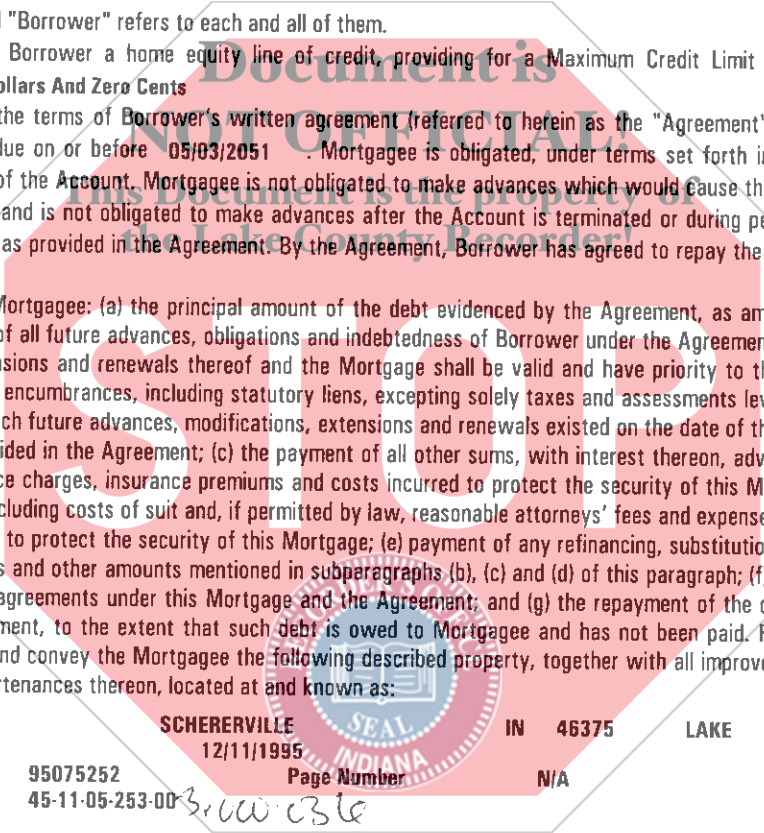 "Borrower" refers to each and all of them.
Borrower a home equity line of credit, providing for a Maximum Credit Limit
Document is
ollars And Zero Cents
the terms of Borrower's written agreement (referred to herein as the "Agreement"
NOT OFFICIAL!
lue on or before 05/03/2051 . Mortgagee is obligated, under terms set forth i
of the Account. Mortgagee is not obligated to make advances which would cause th
This Document is the property of
and is not obligated to make advances after the Account is terminated or during pe
as provided in the Agreement. By the Agreement, Borrower has agreed to repay the
the Lake County Recorder!
Mortgagee: (a) the principal amount of the debt evidenced by the Agreement, as am
of all future advances, obligations and indebtedness of Borrower under the Agreemen
nsions and renewals thereof and the Mortgage shall be valid and have priority to th
encumbrances, including statutory liens, excepting solely taxes and assessments lev
ch future advances, modifications, extensions and renewals existed on the date of th
STOP
ided in the Agreement; (c) the payment of all other sums, with interest thereon, adv
ce charges, insurance premiums and costs incurred to protect the security of this M
cluding costs of suit and, if permitted by law, reasonable attorneys' fees and expense
to protect the security of this Mortgage; (e) payment of any refinancing, substitutio
s and other amounts mentioned in subparagraphs (b), (c) and (d) of this paragraph; (f
agreements under this Mortgage and the Agreement; and (g) the repayment of the
ment, to the extent that such debt is owed to Mortgagee and has not been paid.
nd convey the Mortgagee the following described property, together with all improve
rtenances thereon, located at and known as:
SCHERERVILLE IN 46375 LAKE
SEAL
12/11/1995
INDIANA
95075252 Page Number N/A
45-11-05-253-00